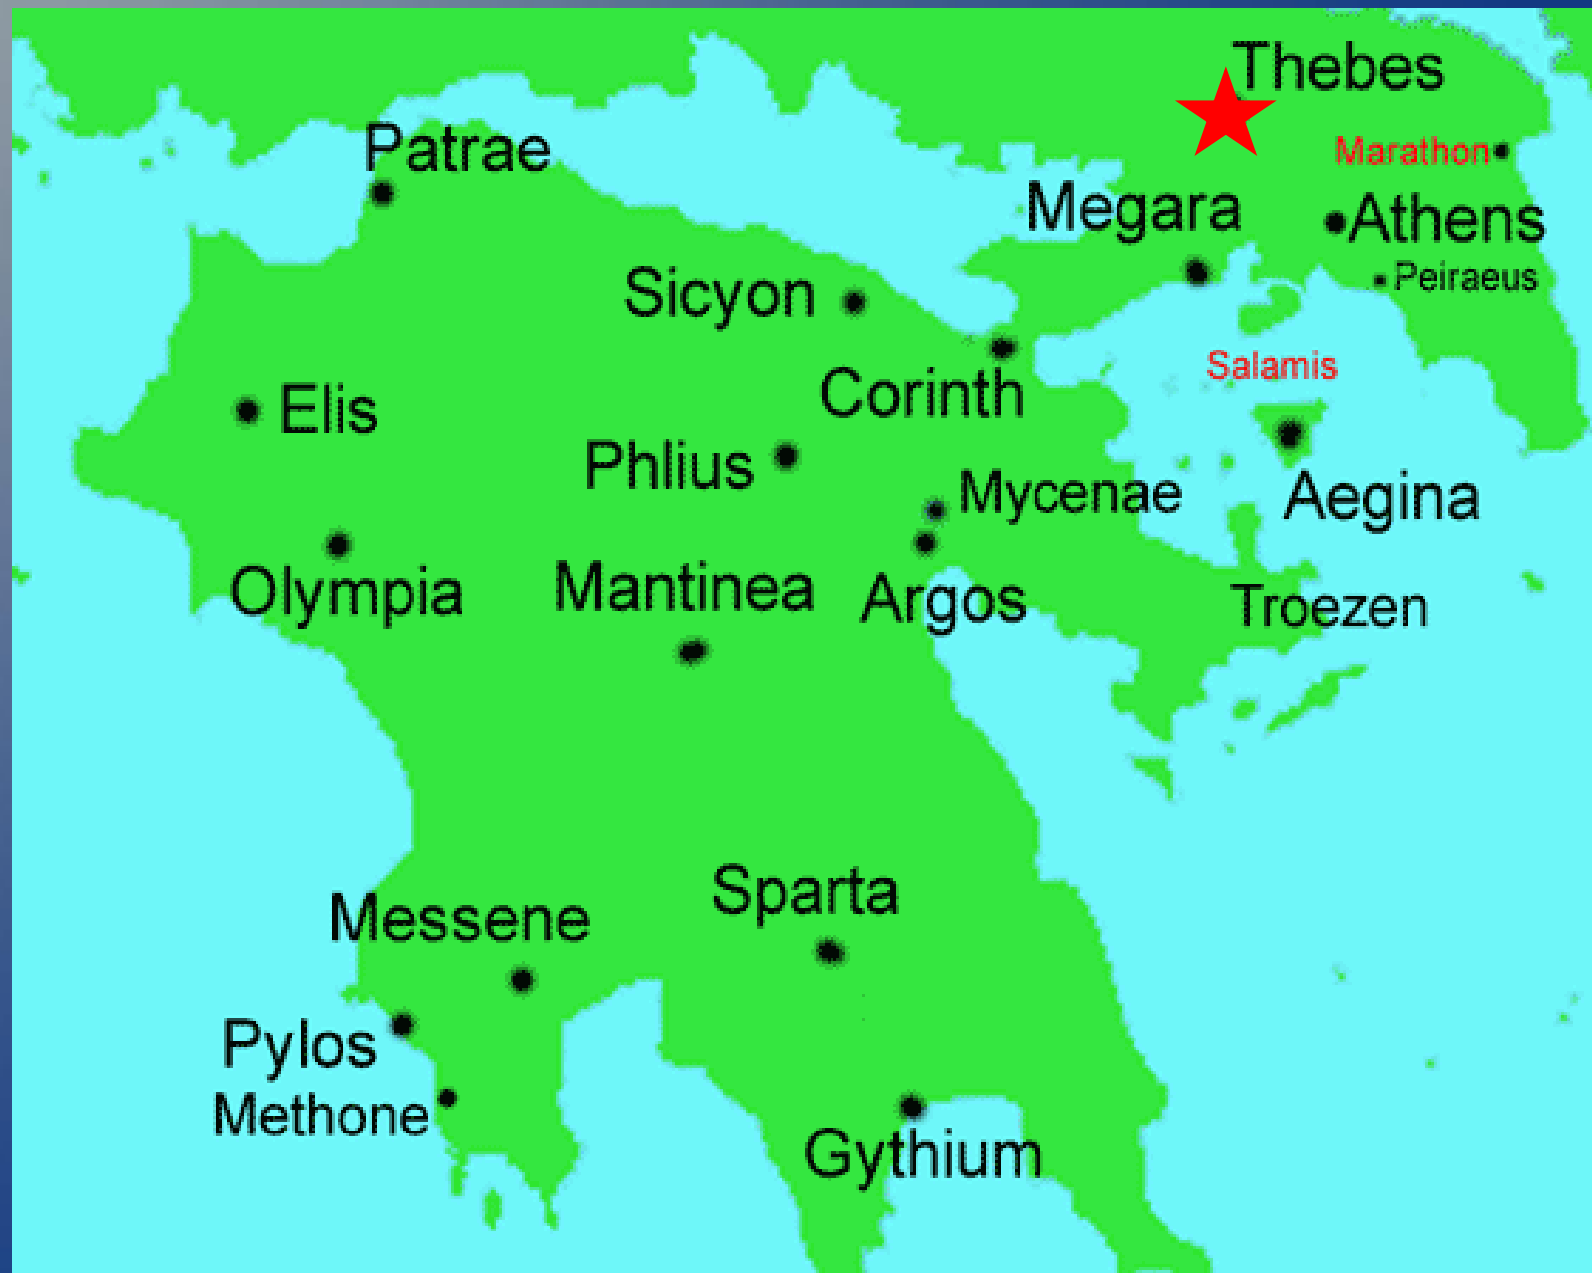 Thebes
Patrae
Marathon
Megara
Athens
Sicyon
Peiraeus
Salamis
Corinth
Elis
Phlius
Mycenae
Aegina
Olympia
Mantinea
Argos
Troezen
Sparta
Messene
Pylos
Methone
Gythium